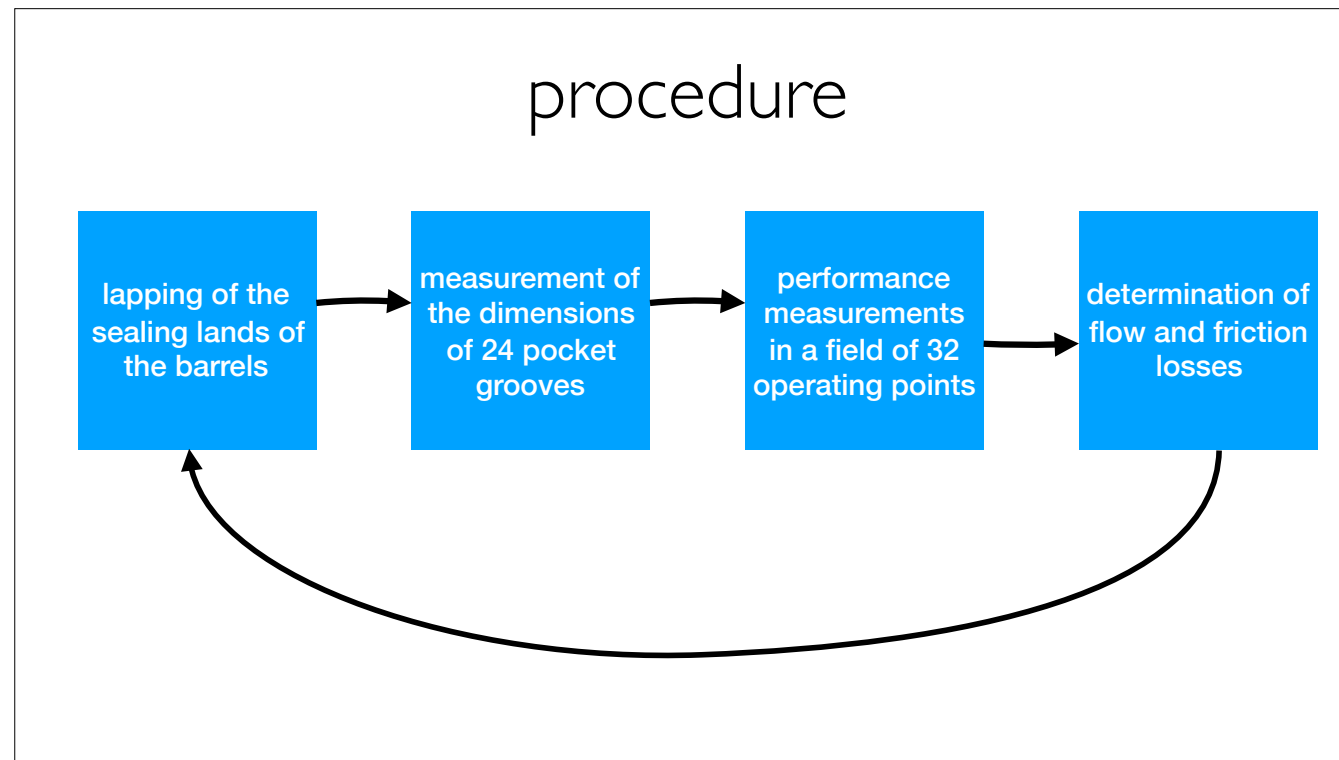 procedure
lapping of the
sealing lands of
the barrels
measurement of
the dimensions
of 24 pocket
grooves
performance
measurements
in a field of 32
operating points
determination of
flow and friction
losses